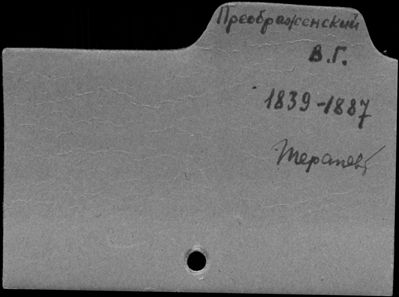 Преображенский
В.Г.
1839-1887
Терапевт